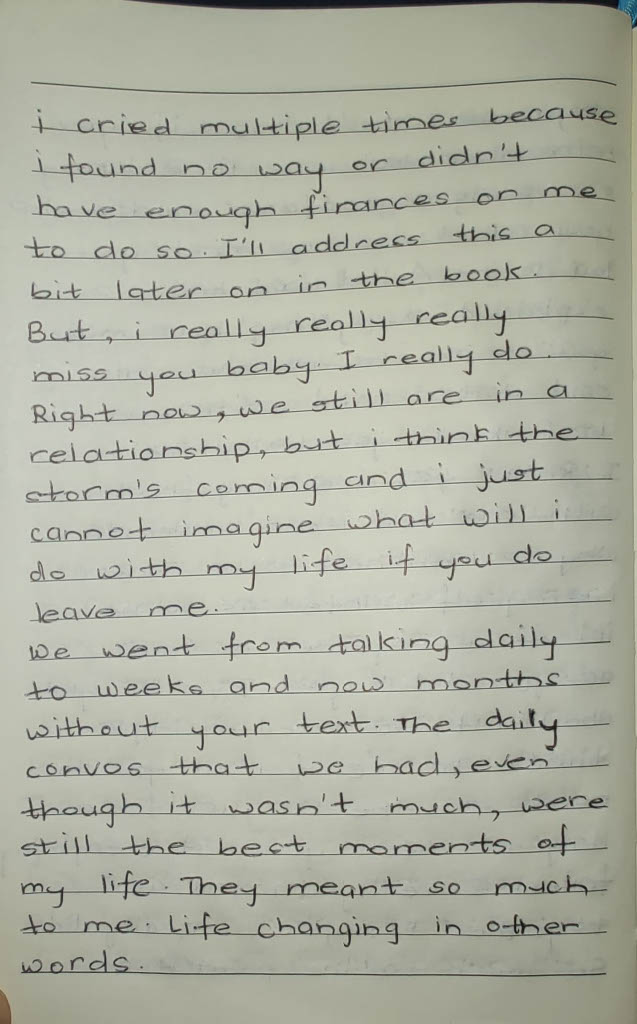 i cried multiple times because
i found no way or didn't
have enough finances on me
to do so. I'll address this a
bit later on in the book.
But, i really really really
miss you baby. I really do.
Right now, we still are in a
relationship, but i think the
storm's coming and i just
cannot imagine what will i
do with my life if you do
leave me.
We went from talking daily
to weeks and now months
without your text. The daily
convos that we had, even
though it wasn't much, were
still the best moments of
my life. They meant so much
to me. Life changing in other
words.